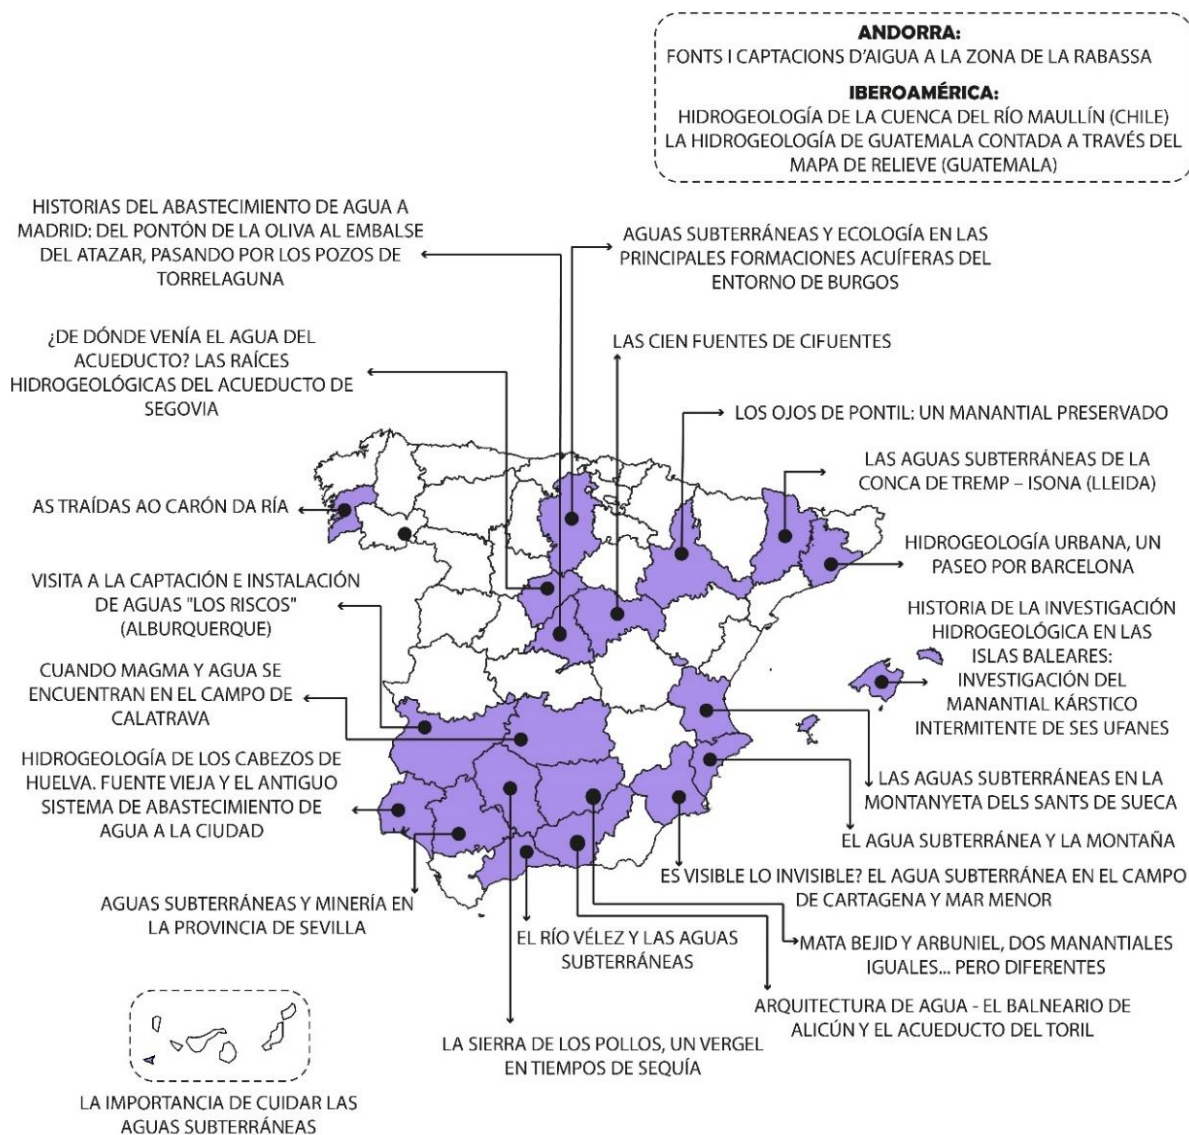 ANDORRA:
FONTS I CAPTACIONS D'AIGUA A LA ZONA DE LA RABASSA
IBEROAMÉRICA:
HIDROGEOLOGÍA DE LA CUENCA DEL RÍO MAULLÍN (CHILE)
LA HIDROGEOLOGÍA DE GUATEMALA CONTADA A TRAVÉS DEL
MAPA DE RELIEVE (GUATEMALA)
HISTORIAS DEL ABASTECIMIENTO DE AGUA A
MADRID: DEL PONTÓN DE LA OLIVA AL EMBALSE
DEL ATAZAR, PASANDO POR LOS POZOS DE
TORRELAGUNA
AGUAS SUBTERRÁNEAS Y ECOLOGÍA EN LAS
PRINCIPALES FORMACIONES ACUÍFERAS DEL
ENTORNO DE BURGOS
¿DE DÓNDE VENÍA EL AGUA DEL
ACUEDUCTO? LAS RAÍCES
HIDROGEOLÓGICAS DEL ACUEDUCTO DE
SEGOVIA
LAS CIEN FUENTES DE CIFUENTES
LOS OJOS DE PONTIL: UN MANANTIAL PRESERVADO
LAS AGUAS SUBTERRÁNEAS DE LA
CONCA DE TREMP – ISONA (LLEIDA)
AS TRAÍDAS AO CARÓN DA RÍA
HIDROGEOLOGÍA URBANA, UN
PASEO POR BARCELONA
VISITA A LA CAPTACIÓN E INSTALACIÓN
DE AGUAS "LOS RISCOS"
(ALBURQUERQUE)
HISTORIA DE LA INVESTIGACIÓN
HIDROGEOLÓGICA EN LAS
ISLAS BALEARES:
INVESTIGACIÓN DEL
MANANTIAL KÁRSTICO
INTERMITENTE DE SES UFANES
CUANDO MAGMA Y AGUA SE
ENCUENTRAN EN EL CAMPO DE
CALATRAVA
HIDROGEOLOGÍA DE LOS CABEZOS DE
HUELVA. FUENTE VIEJA Y EL ANTIGUO
SISTEMA DE ABASTECIMIENTO DE
AGUA A LA CIUDAD
LAS AGUAS SUBTERRÁNEAS EN LA
MONTANYETA DELS SANTS DE SUECA
EL AGUA SUBTERRÁNEA Y LA MONTAÑA
ES VISIBLE LO INVISIBLE? EL AGUA SUBTERRÁNEA EN EL CAMPO
DE CARTAGENA Y MAR MENOR
AGUAS SUBTERRÁNEAS Y MINERÍA EN
LA PROVINCIA DE SEVILLA
EL RÍO VÉLEZ Y LAS AGUAS
SUBTERRÁNEAS
MATA BEJID Y ARBUNIEL, DOS MANANTIALES
IGUALES... PERO DIFERENTES
ARQUITECTURA DE AGUA - EL BALNEARIO DE
ALICÚN Y EL ACUEDUCTO DEL TORIL
LA SIERRA DE LOS POLLOS, UN VERGEL
EN TIEMPOS DE SEQUÍA
LA IMPORTANCIA DE CUIDAR LAS
AGUAS SUBTERRÁNEAS